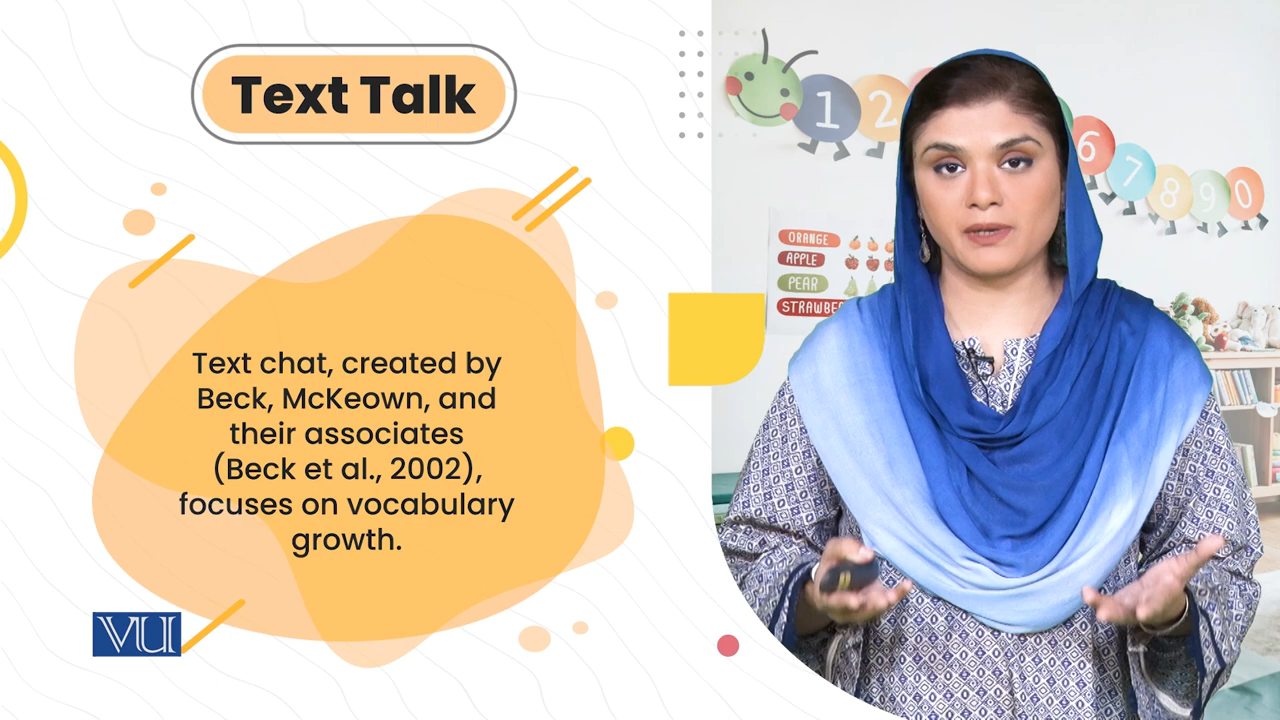 Text Talk
Text chat, created by
Beck, McKeown, and
their associates
(Beck et al., 2002),
focuses on vocabulary
growth.
VU
1 2
6 7 8 9 0
ORANGE
APPLE
PEAR